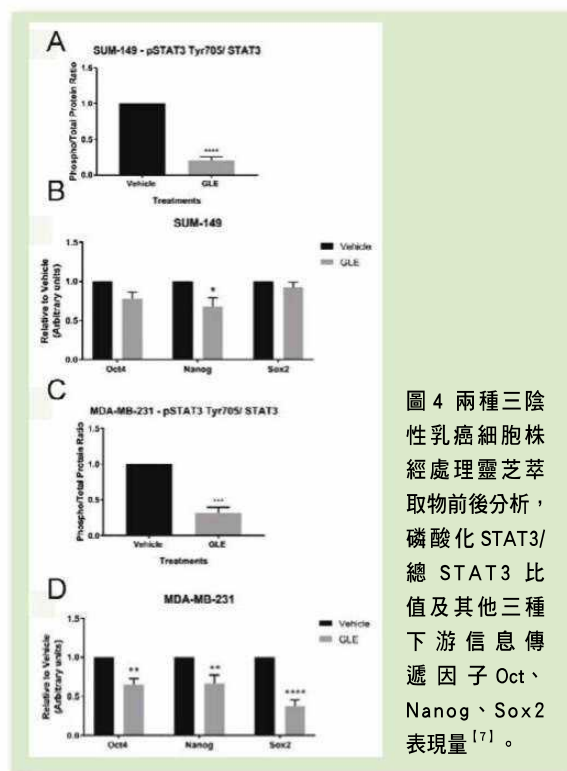 A
SUM-149 - pSTAT3 Tyr705/ STAT3
Phospho/Total Protein Ratio
1.5
1.0
0.5
0.0
****
Vehicle GLE
Treatments
B
SUM-149
Relative to Vehicle
(Arbitrary units)
1.5
1.0
0.5
0.0
*
Oct4 Nanog Sox2
Vehicle
GLE
C
MDA-MB-231 - pSTAT3 Tyr705/ STAT3
Phospho/Total Protein Ratio
1.5
1.0
0.5
0.0
***
Vehicle GLE
Treatments
D
MDA-MB-231
Relative to Vehicle
(Arbitrary units)
1.5
1.0
0.5
0.0
** ** ****
Oct4 Nanog Sox2
Vehicle
GLE
圖 4 兩種三陰
性乳癌細胞株
經處理靈芝萃
取物前後分析，
磷酸化 STAT3/
總 STAT3 比
值及其他三種
下游信息傳
遞因子 Oct、
Nanog、Sox2
表現量[7]。